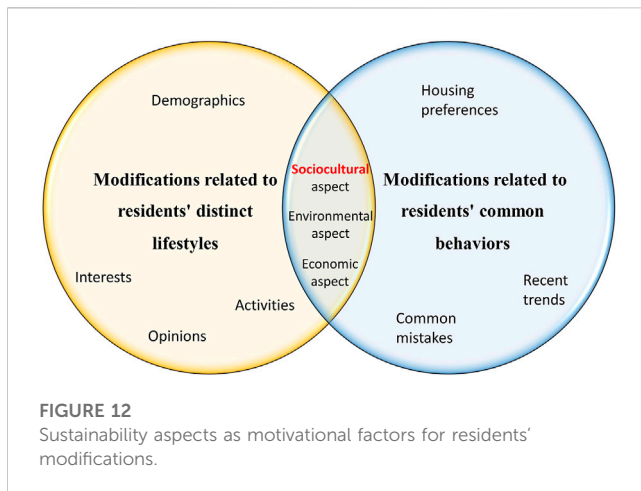 Demographics
Modifications related to
residents' distinct
lifestyles
Interests
Activities
Opinions
Sociocultural
aspect
Environmental
aspect
Economic
aspect
Housing
preferences
Modifications related to
residents' common
behaviors
Recent
trends
Common
mistakes
FIGURE 12
Sustainability aspects as motivational factors for residents'
modifications.